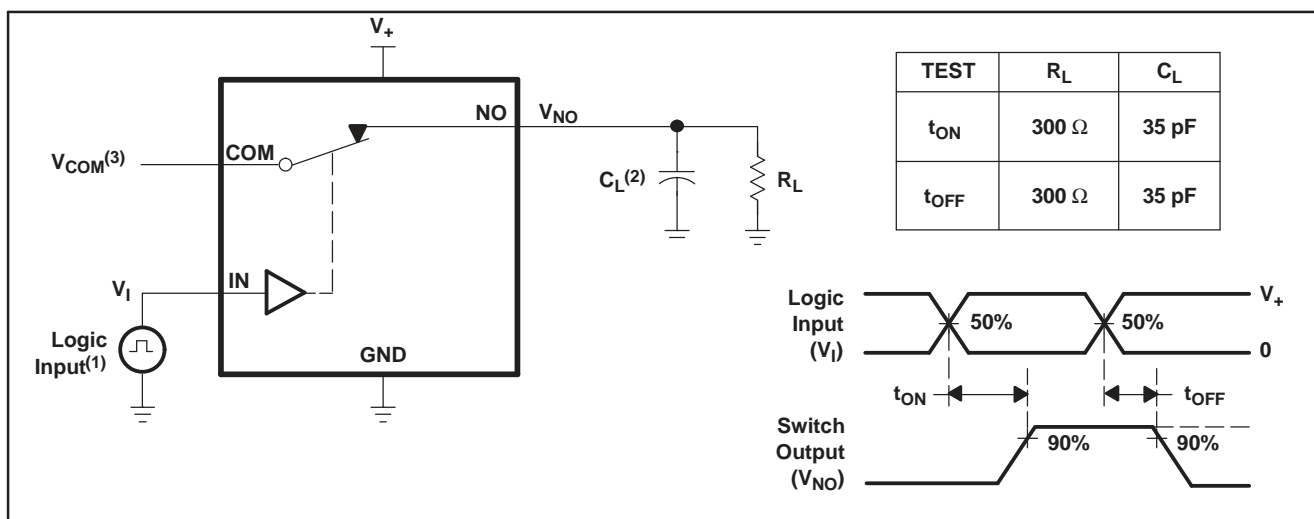 V+
NO
VNO
VCOM(3)
COM
CL(2)
RL
VI
IN
Logic
Input(1)
GND
TEST RL CL
tON 300 Ω 35 pF
tOFF 300 Ω 35 pF
Logic
Input
(VI)
50%
50%
V+
0
tON
tOFF
Switch
Output
(VNO)
90%
90%